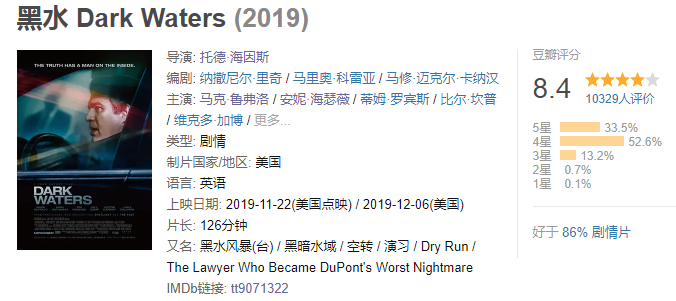 黑水 Dark Waters (2019)
THE TRUTH HAS A MAN ON THE INSIDE.
DARK
WATERS
导演: 托德·海因斯
编剧: 纳撒尼尔·里奇 / 马里奥·科雷亚 / 马修·迈克尔·卡纳汉
主演: 马克·鲁弗洛 / 安妮·海瑟薇 / 蒂姆·罗宾斯 / 比尔·坎普
/ 维克多·加博 / 更多...
类型: 剧情
制片国家/地区: 美国
语言: 英语
上映日期: 2019-11-22(美国点映) / 2019-12-06(美国)
片长: 126分钟
又名: 黑水风暴(台) / 黑暗水域 / 空转 / 演习 / Dry Run /
The Lawyer Who Became DuPont's Worst Nightmare
IMDb链接: tt9071322
豆瓣评分
8.4
10329人评价
5星 33.5%
4星 52.6%
3星 13.2%
2星 0.7%
1星 0.1%
好于 86% 剧情片